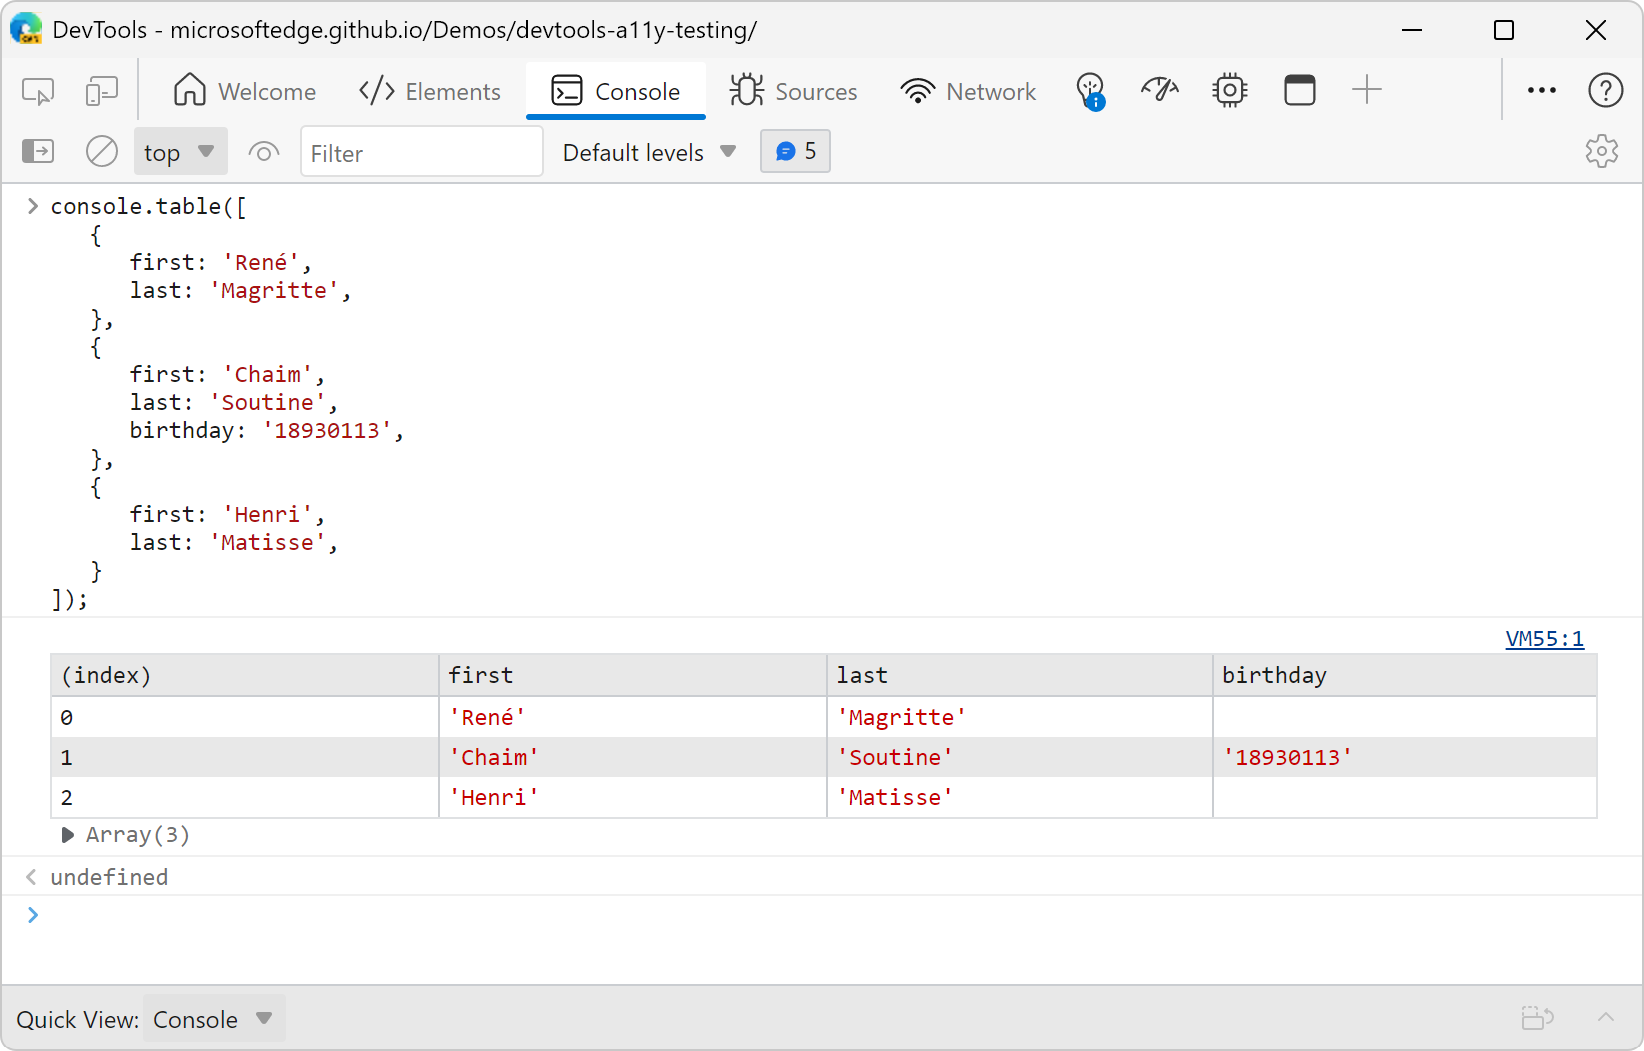 DevTools - microsoftedge.github.io/Demos/devtools-a11y-testing/
Welcome </> Elements Console Sources Network
top Filter Default levels 5
> console.table([
{
first: 'René',
last: 'Magritte',
},
{
first: 'Chaim',
last: 'Soutine',
birthday: '18930113',
},
{
first: 'Henri',
last: 'Matisse',
}
]);
VM55:1
(index) first last birthday
0 'René' 'Magritte'
1 'Chaim' 'Soutine' '18930113'
2 'Henri' 'Matisse'
Array(3)
< undefined
>
Quick View: Console